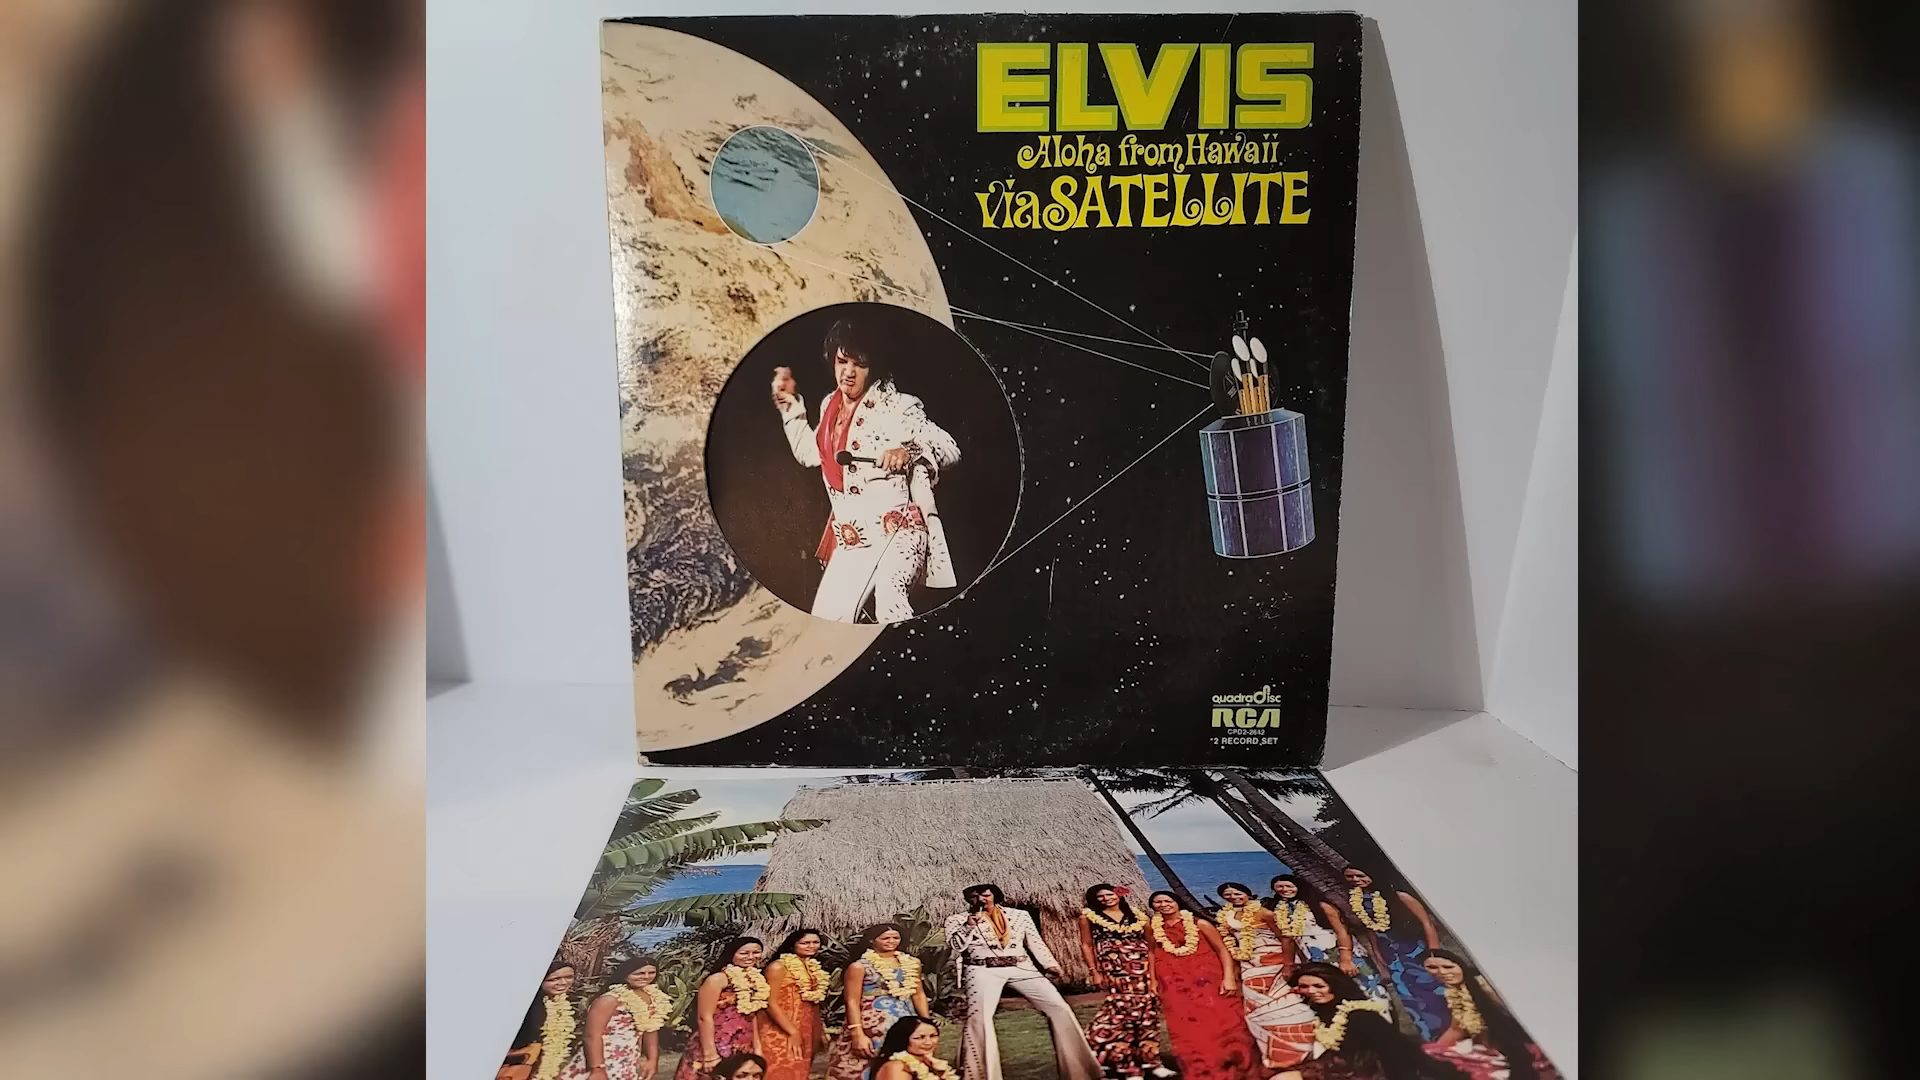 ELVIS
Aloha from Hawaii
via SATELLITE
quadradisc
RCA
CPD2-2642
*2 RECORD SET